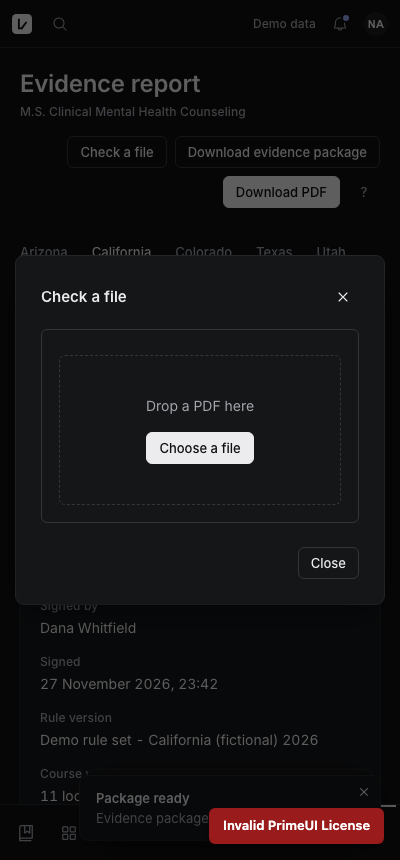 Demo data
NA
Evidence report
M.S. Clinical Mental Health Counseling
Check a file
Download evidence package
Download PDF
?
Arizona California Colorado Texas Utah
Check a file
Drop a PDF here
Choose a file
Close
Signed by
Dana Whitfield
Signed
27 November 2026, 23:42
Rule version
Demo rule set - California (fictional) 2026
Course
11
Package ready
Evidence package
Invalid PrimeUI License